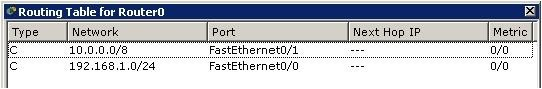 Routing Table for Router0
Type Network Port Next Hop IP Metric
C 10.0.0.0/8 FastEthernet0/1 --- 0/0
C 192.168.1.0/24 FastEthernet0/0 --- 0/0